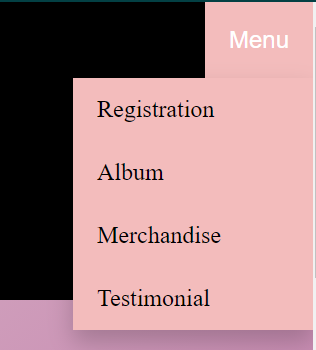 Menu
Registration
Album
Merchandise
Testimonial